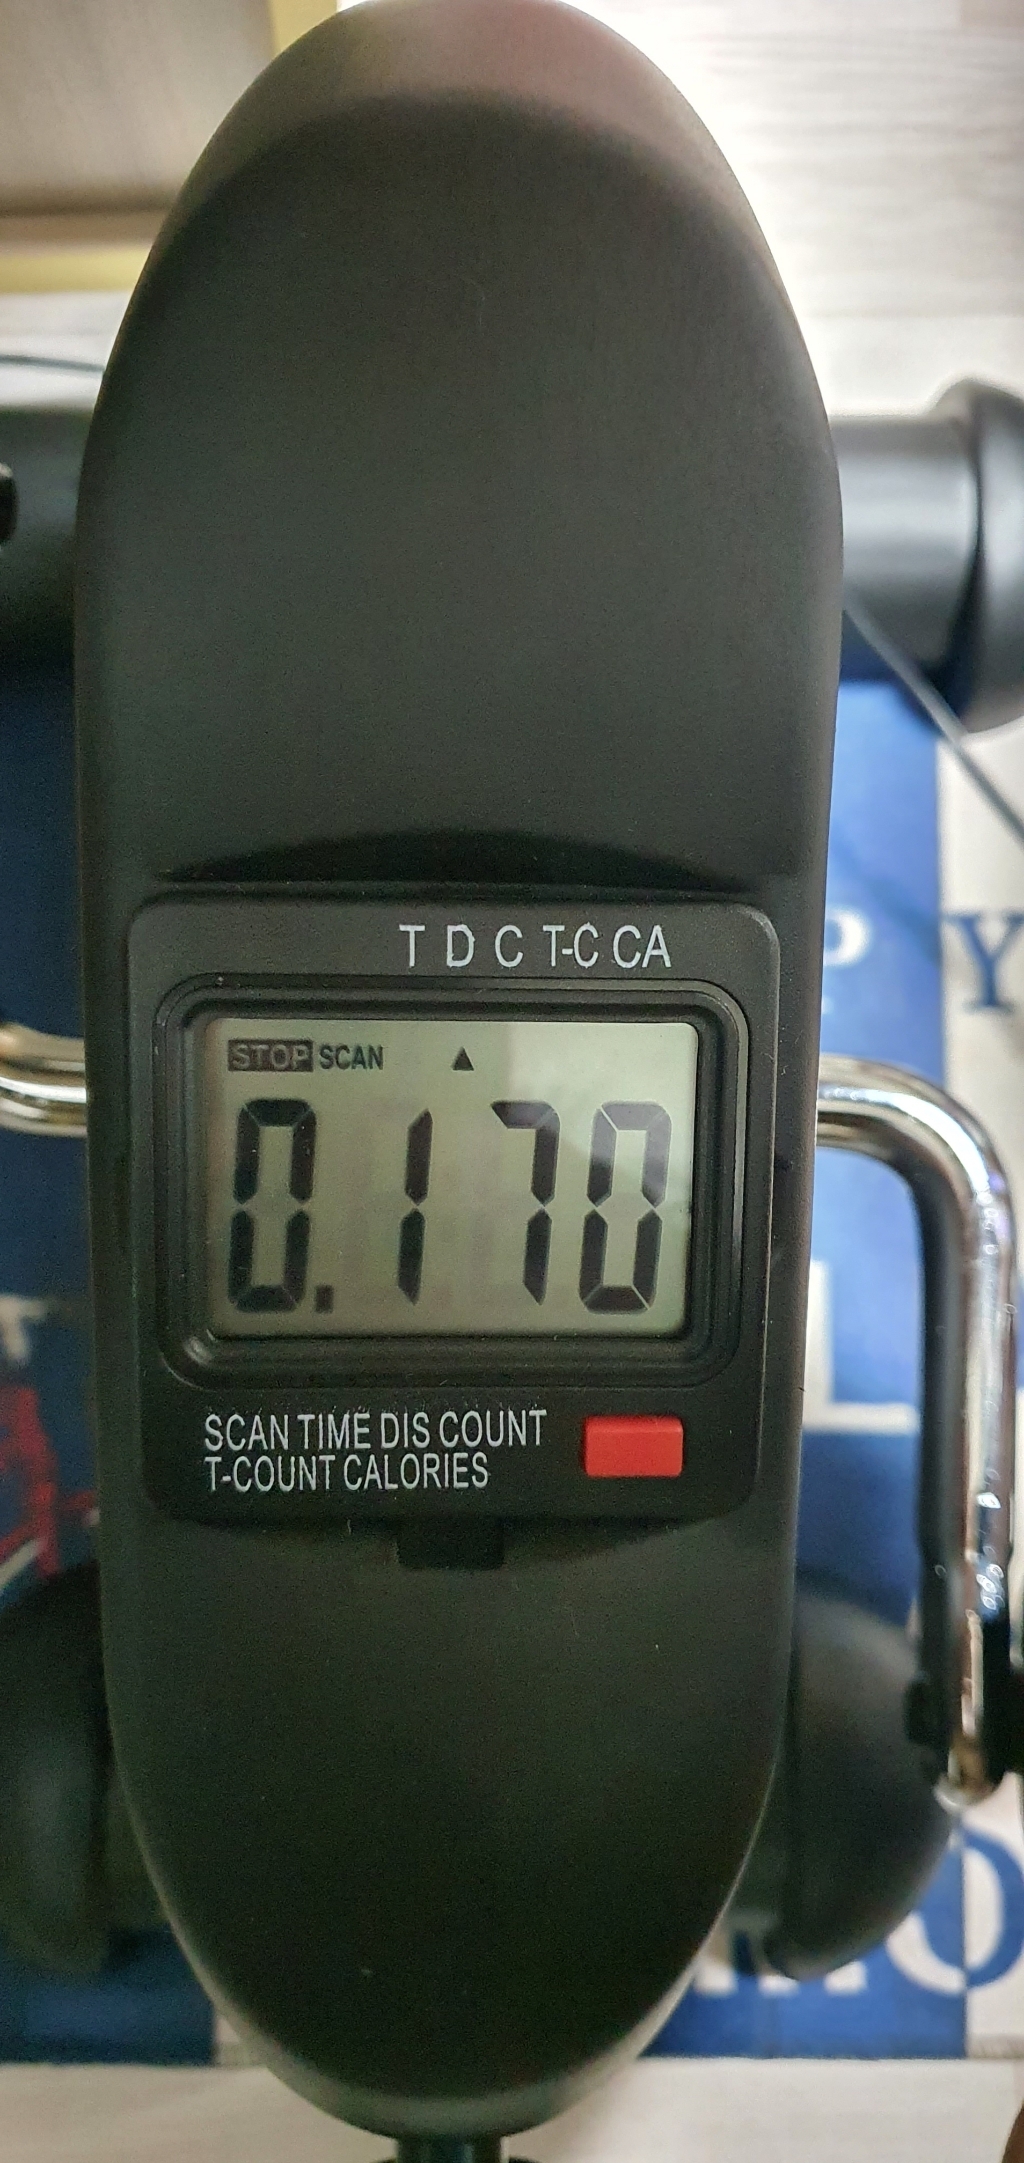 T D C T-C CA
STOP SCAN ▲
0.170
SCAN TIME DIS COUNT
T-COUNT CALORIES
Y
O